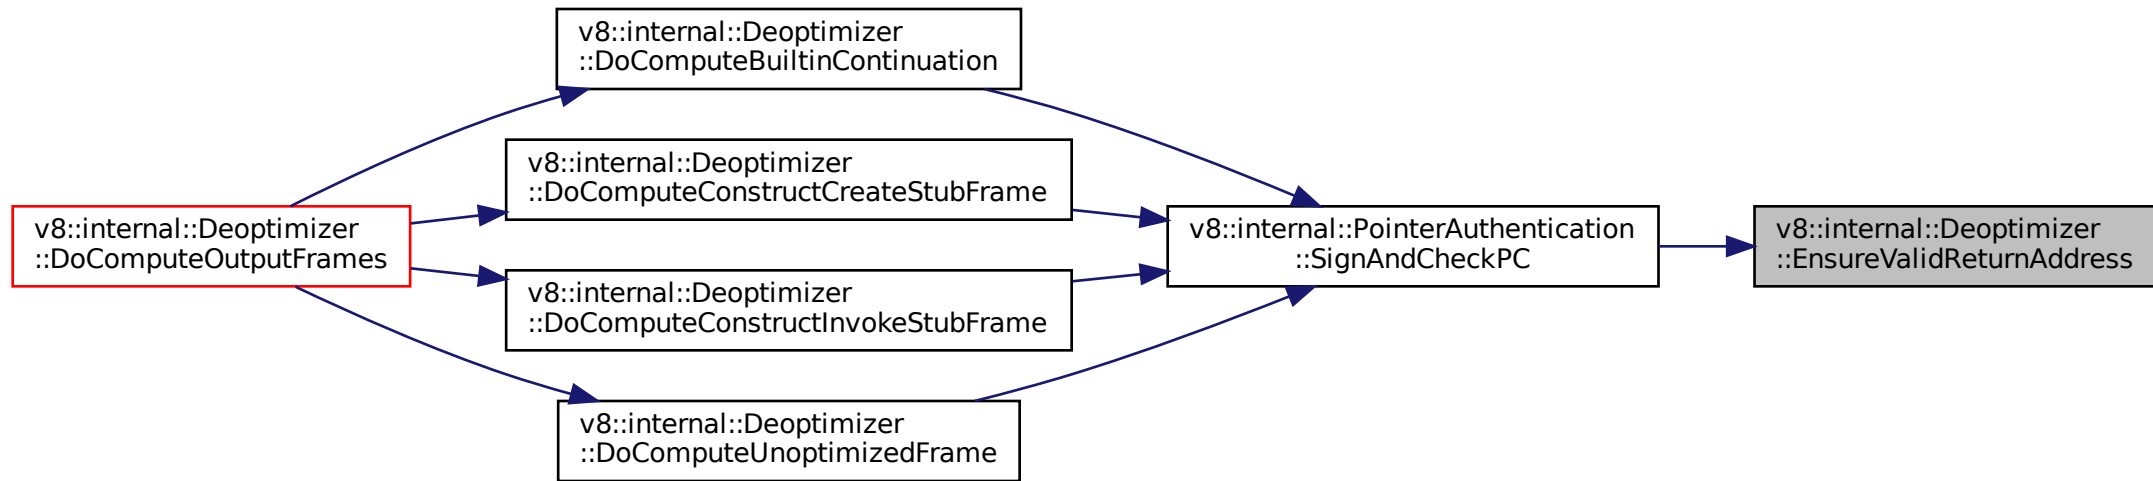 v8::internal::Deoptimizer
::DoComputeBuiltinContinuation
v8::internal::Deoptimizer
::DoComputeConstructCreateStubFrame
v8::internal::Deoptimizer
::DoComputeOutputFrames
v8::internal::PointerAuthentication
::SignAndCheckPC
v8::internal::Deoptimizer
::EnsureValidReturnAddress
v8::internal::Deoptimizer
::DoComputeConstructInvokeStubFrame
v8::internal::Deoptimizer
::DoComputeUnoptimizedFrame